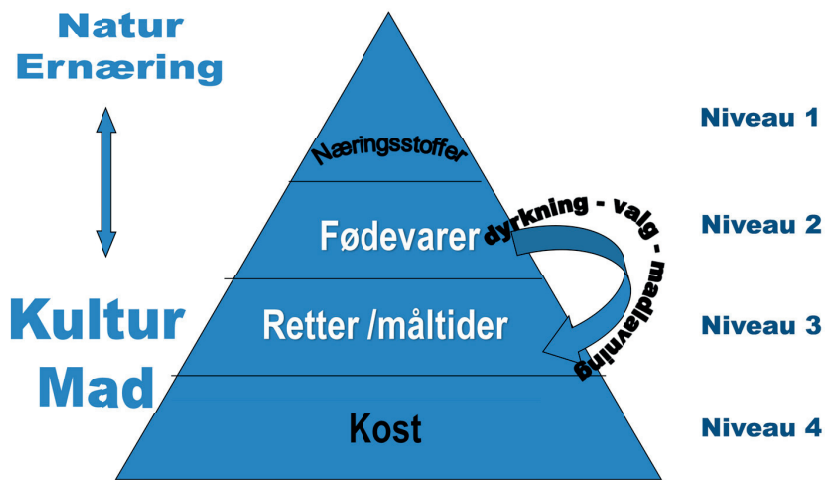 Natur
Ernæring
Niveau 1
Næringsstoffer
Fødevarer
dyrkning - valg - madlavning
Niveau 2
Kultur
Mad
Retter /måltider
Niveau 3
Kost
Niveau 4